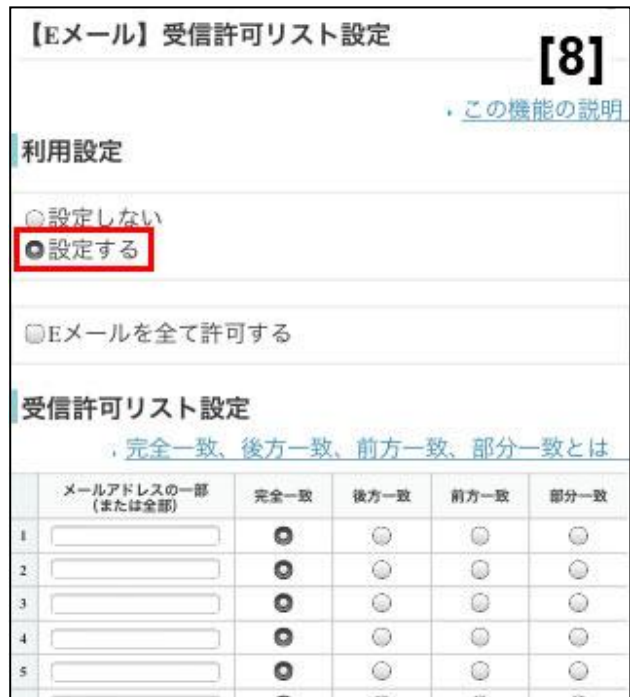 【Eメール】受信許可リスト設定
[8]
この機能の説明
利用設定
設定しない
設定する
Eメールを全て許可する
受信許可リスト設定
完全一致、後方一致、前方一致、部分一致とは
メールアドレスの一部
(または全部)
完全一致 後方一致 前方一致 部分一致
1
2
3
4
5